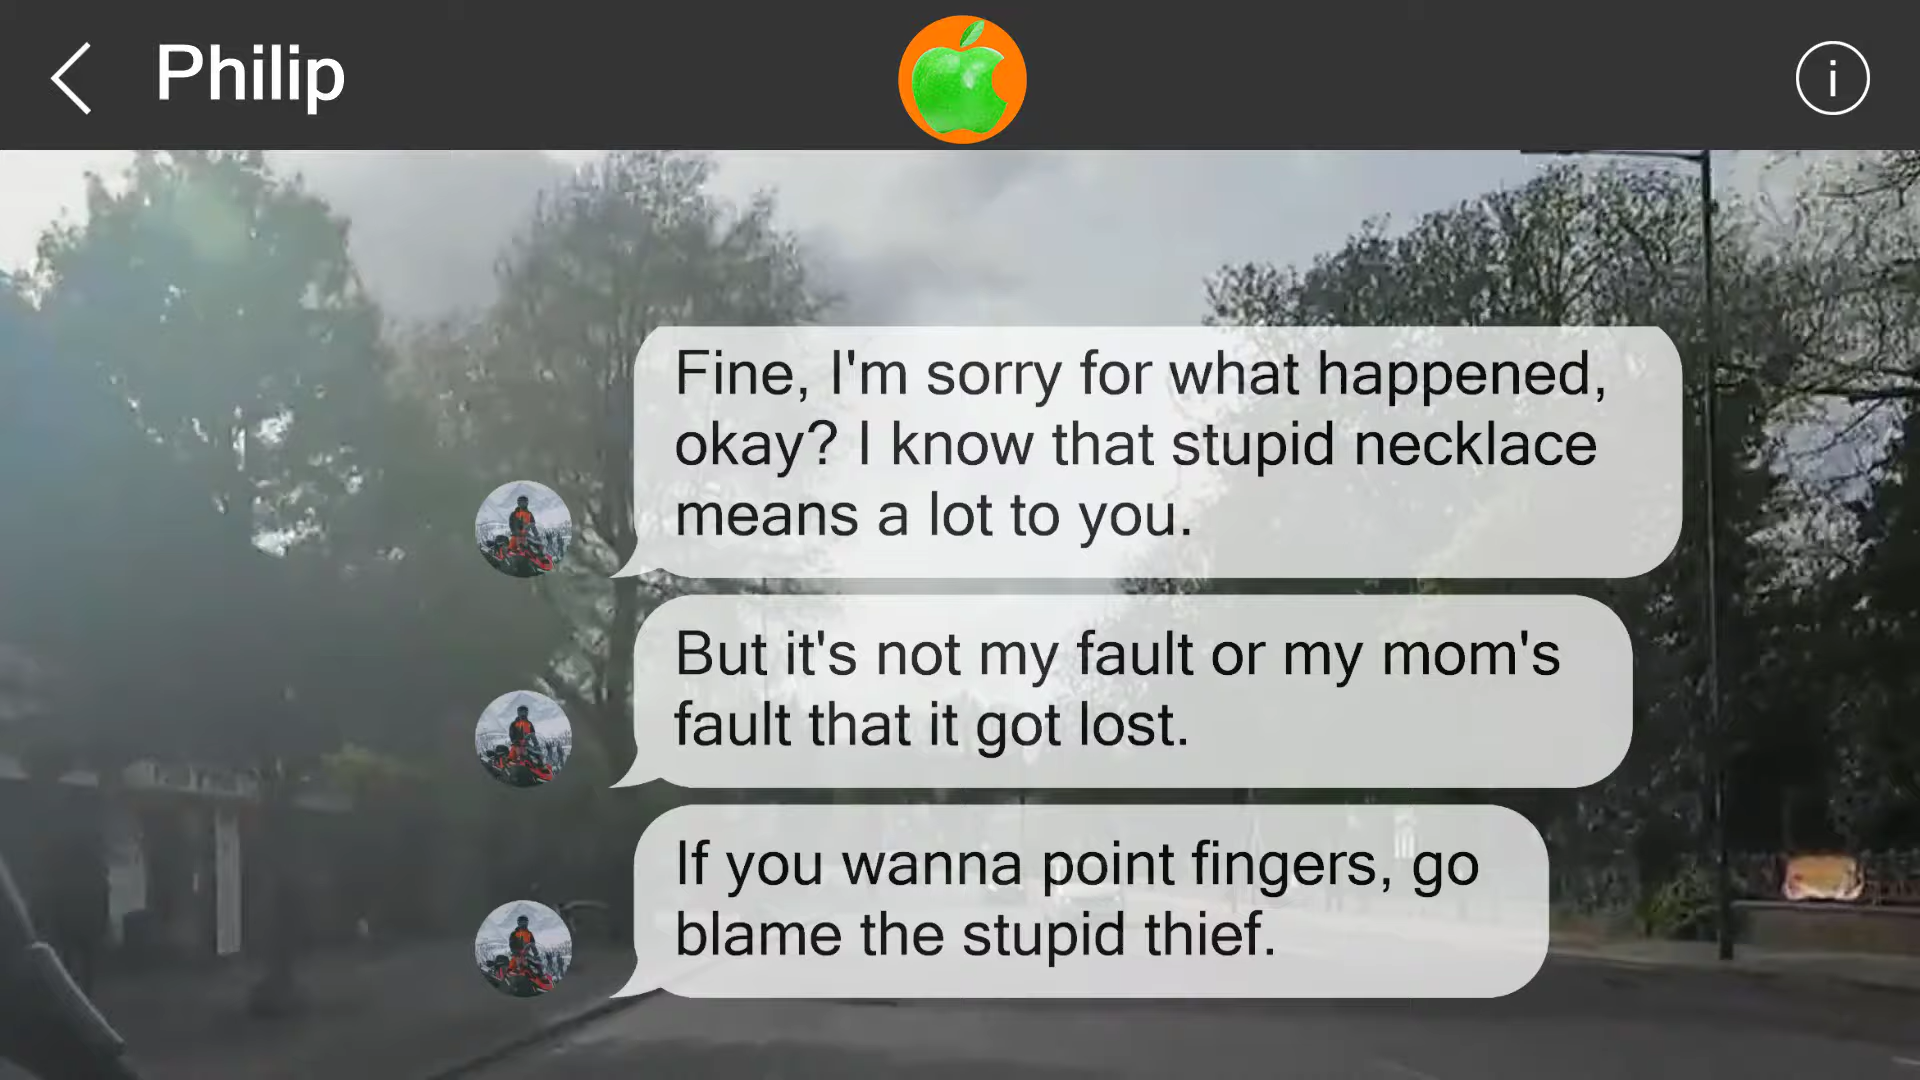 Philip
i
Fine, I'm sorry for what happened,
okay? I know that stupid necklace
means a lot to you.
But it's not my fault or my mom's
fault that it got lost.
If you wanna point fingers, go
blame the stupid thief.